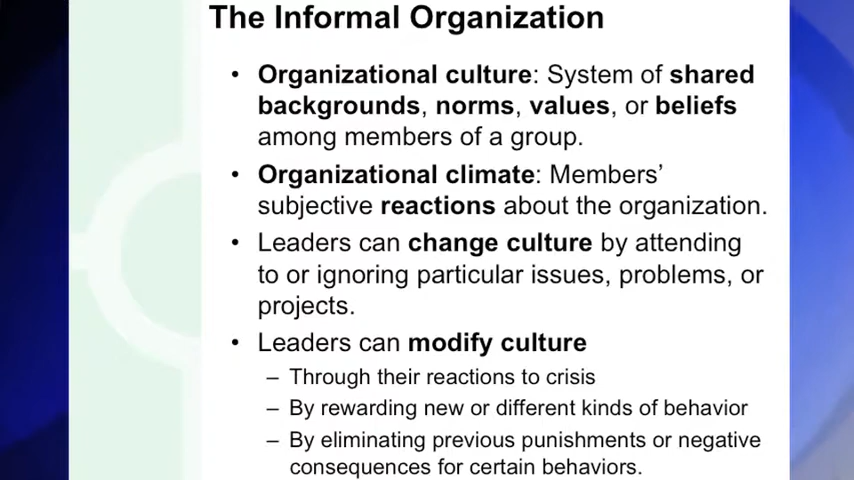 The Informal Organization
• Organizational culture: System of shared
backgrounds, norms, values, or beliefs
among members of a group.
• Organizational climate: Members’
subjective reactions about the organization.
• Leaders can change culture by attending
to or ignoring particular issues, problems, or
projects.
• Leaders can modify culture
– Through their reactions to crisis
– By rewarding new or different kinds of behavior
– By eliminating previous punishments or negative
consequences for certain behaviors.